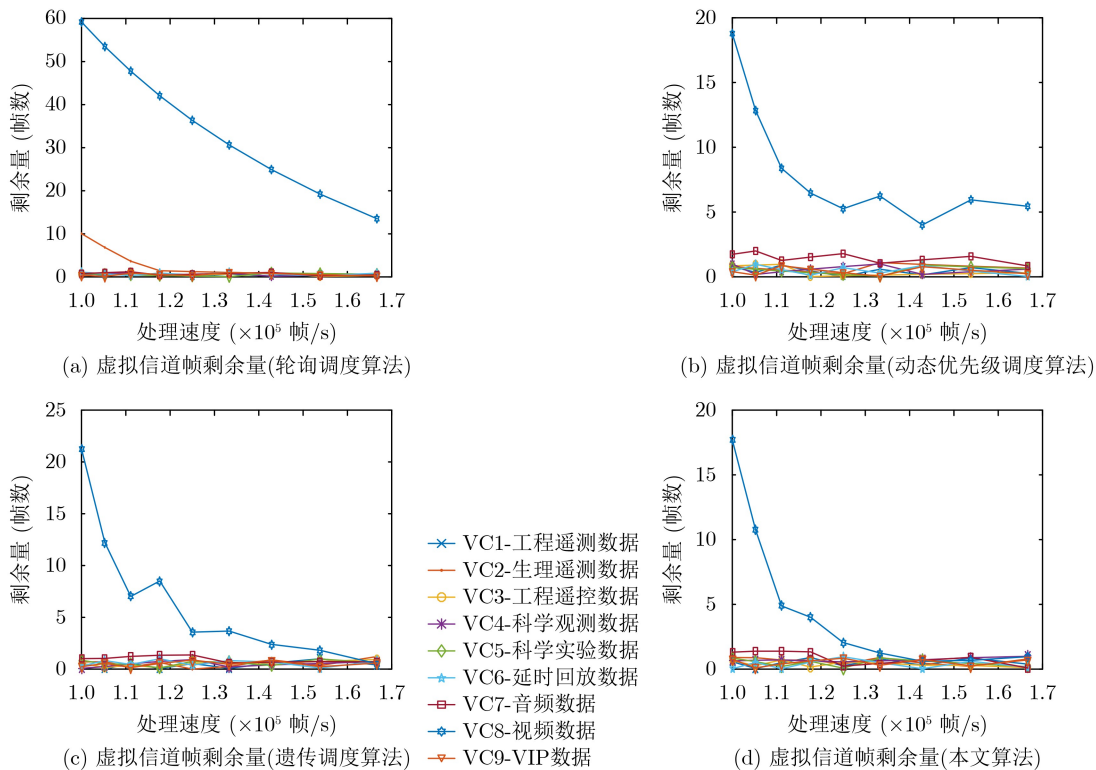 60
50
40
30
20
10
0
剩余量 (帧数)
1.0 1.1 1.2 1.3 1.4 1.5 1.6 1.7
处理速度 (×10⁵ 帧/s)
(a) 虚拟信道帧剩余量(轮询调度算法)
20
15
10
5
0
剩余量 (帧数)
1.0 1.1 1.2 1.3 1.4 1.5 1.6 1.7
处理速度 (×10⁵ 帧/s)
(b) 虚拟信道帧剩余量(动态优先级调度算法)
25
20
15
10
5
0
剩余量 (帧数)
1.0 1.1 1.2 1.3 1.4 1.5 1.6 1.7
处理速度 (×10⁵ 帧/s)
(c) 虚拟信道帧剩余量(遗传调度算法)
VC1-工程遥测数据
VC2-生理遥测数据
VC3-工程遥控数据
VC4-科学观测数据
VC5-科学实验数据
VC6-延时回放数据
VC7-音频数据
VC8-视频数据
VC9-VIP数据
20
15
10
5
0
剩余量 (帧数)
1.0 1.1 1.2 1.3 1.4 1.5 1.6 1.7
处理速度 (×10⁵ 帧/s)
(d) 虚拟信道帧剩余量(本文算法)